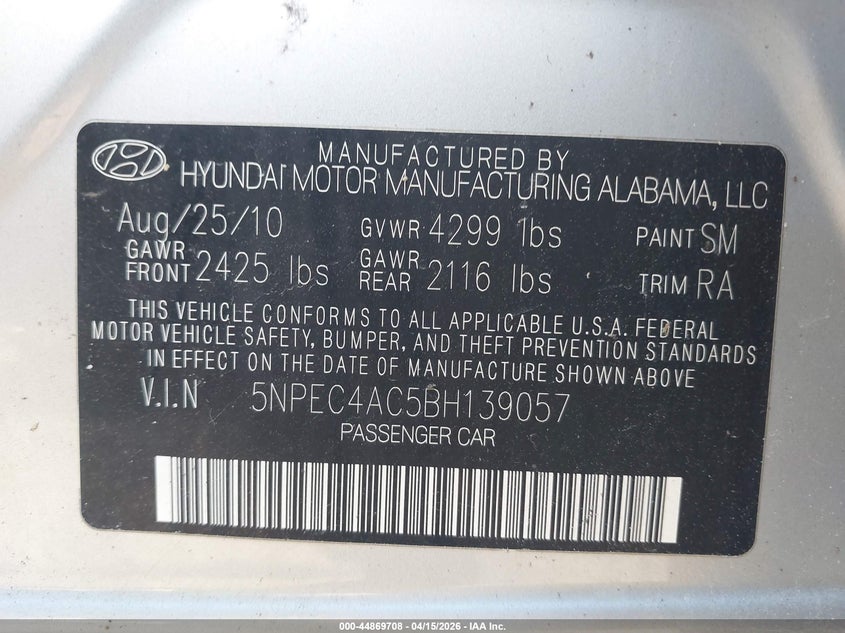 MANUFACTURED BY
HYUNDAI MOTOR MANUFACTURING ALABAMA, LLC
Aug/25/10 GVWR 4299 lbs PAINT SM
GAWR FRONT 2425 lbs GAWR REAR 2116 lbs TRIM RA
THIS VEHICLE CONFORMS TO ALL APPLICABLE U.S.A. FEDERAL
MOTOR VEHICLE SAFETY, BUMPER, AND THEFT PREVENTION STANDARDS
IN EFFECT ON THE DATE OF MANUFACTURE SHOWN ABOVE
V.I.N 5NPEC4AC5BH139057
PASSENGER CAR
000-44869708 - 04/15/2026 - IAA Inc.